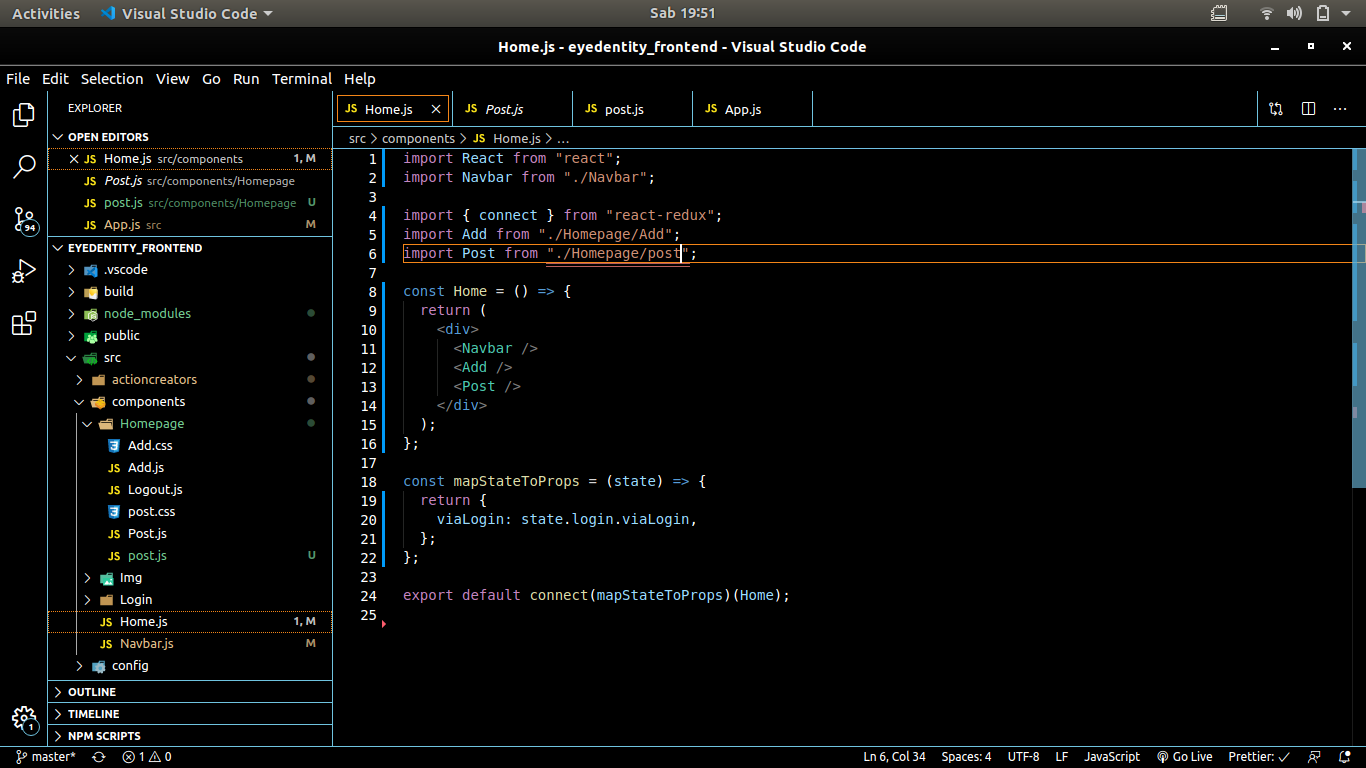 Activities Visual Studio Code Sab 19:51
Home.js - eyedentity_frontend - Visual Studio Code
File Edit Selection View Go Run Terminal Help
EXPLORER
OPEN EDITORS
JS Home.js src/components 1, M
JS Post.js src/components/Homepage
JS post.js src/components/Homepage U
JS App.js src M
EYEDENTITY_FRONTEND
.vscode
build
node_modules
public
src
actioncreators
components
Homepage
Add.css
JS Add.js
JS Logout.js
post.css
JS Post.js
JS post.js U
Img
Login
JS Home.js 1, M
JS Navbar.js M
config
OUTLINE
TIMELINE
NPM SCRIPTS
94
1
JS Home.js JS Post.js JS post.js JS App.js
src > components > JS Home.js > ...
1 import React from "react";
2 import Navbar from "./Navbar";
3
4 import { connect } from "react-redux";
5 import Add from "./Homepage/Add";
6 import Post from "./Homepage/post";
7
8 const Home = () => {
9 return (
10 <div>
11 <Navbar />
12 <Add />
13 <Post />
14 </div>
15 );
16 };
17
18 const mapStateToProps = (state) => {
19 return {
20 viaLogin: state.login.viaLogin,
21 };
22 };
23
24 export default connect(mapStateToProps)(Home);
25
master* 1 0 Ln 6, Col 34 Spaces: 4 UTF-8 LF JavaScript Go Live Prettier: ✓